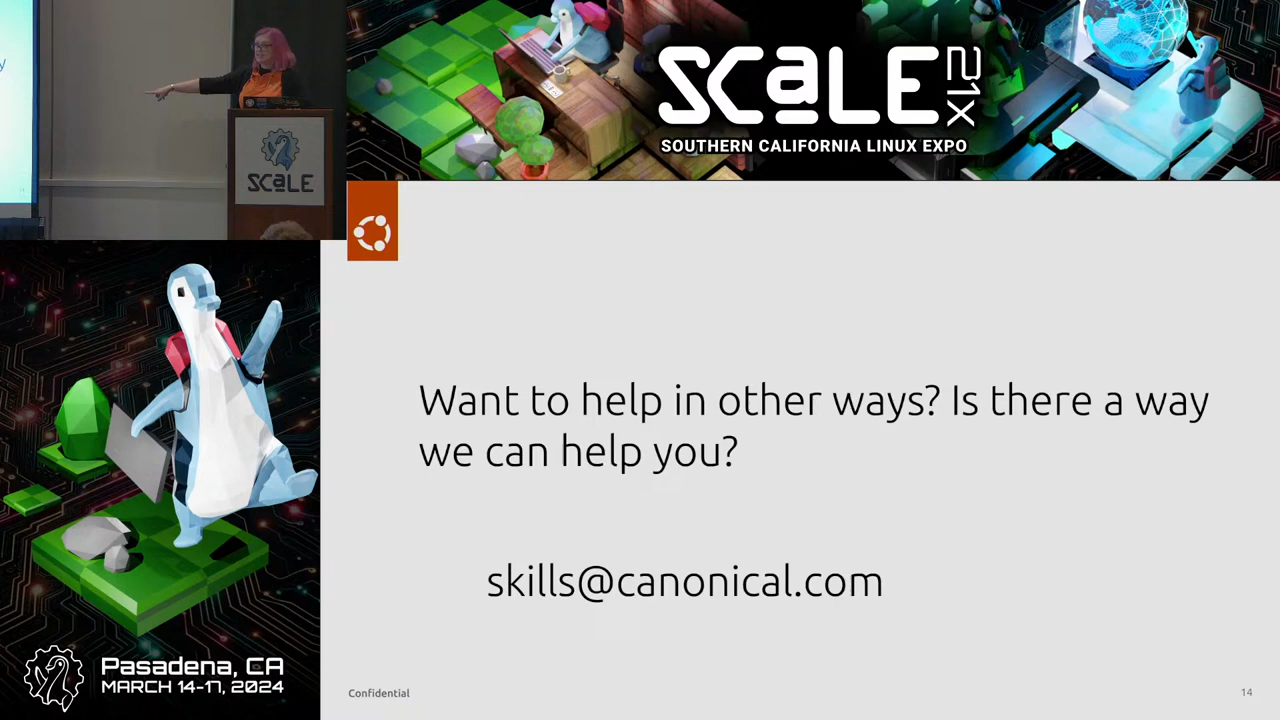 y
SCaLE
SCaLE 21x
SOUTHERN CALIFORNIA LINUX EXPO
Want to help in other ways? Is there a way
we can help you?
skills@canonical.com
Pasadena, CA
MARCH 14-17, 2024
Confidential
14